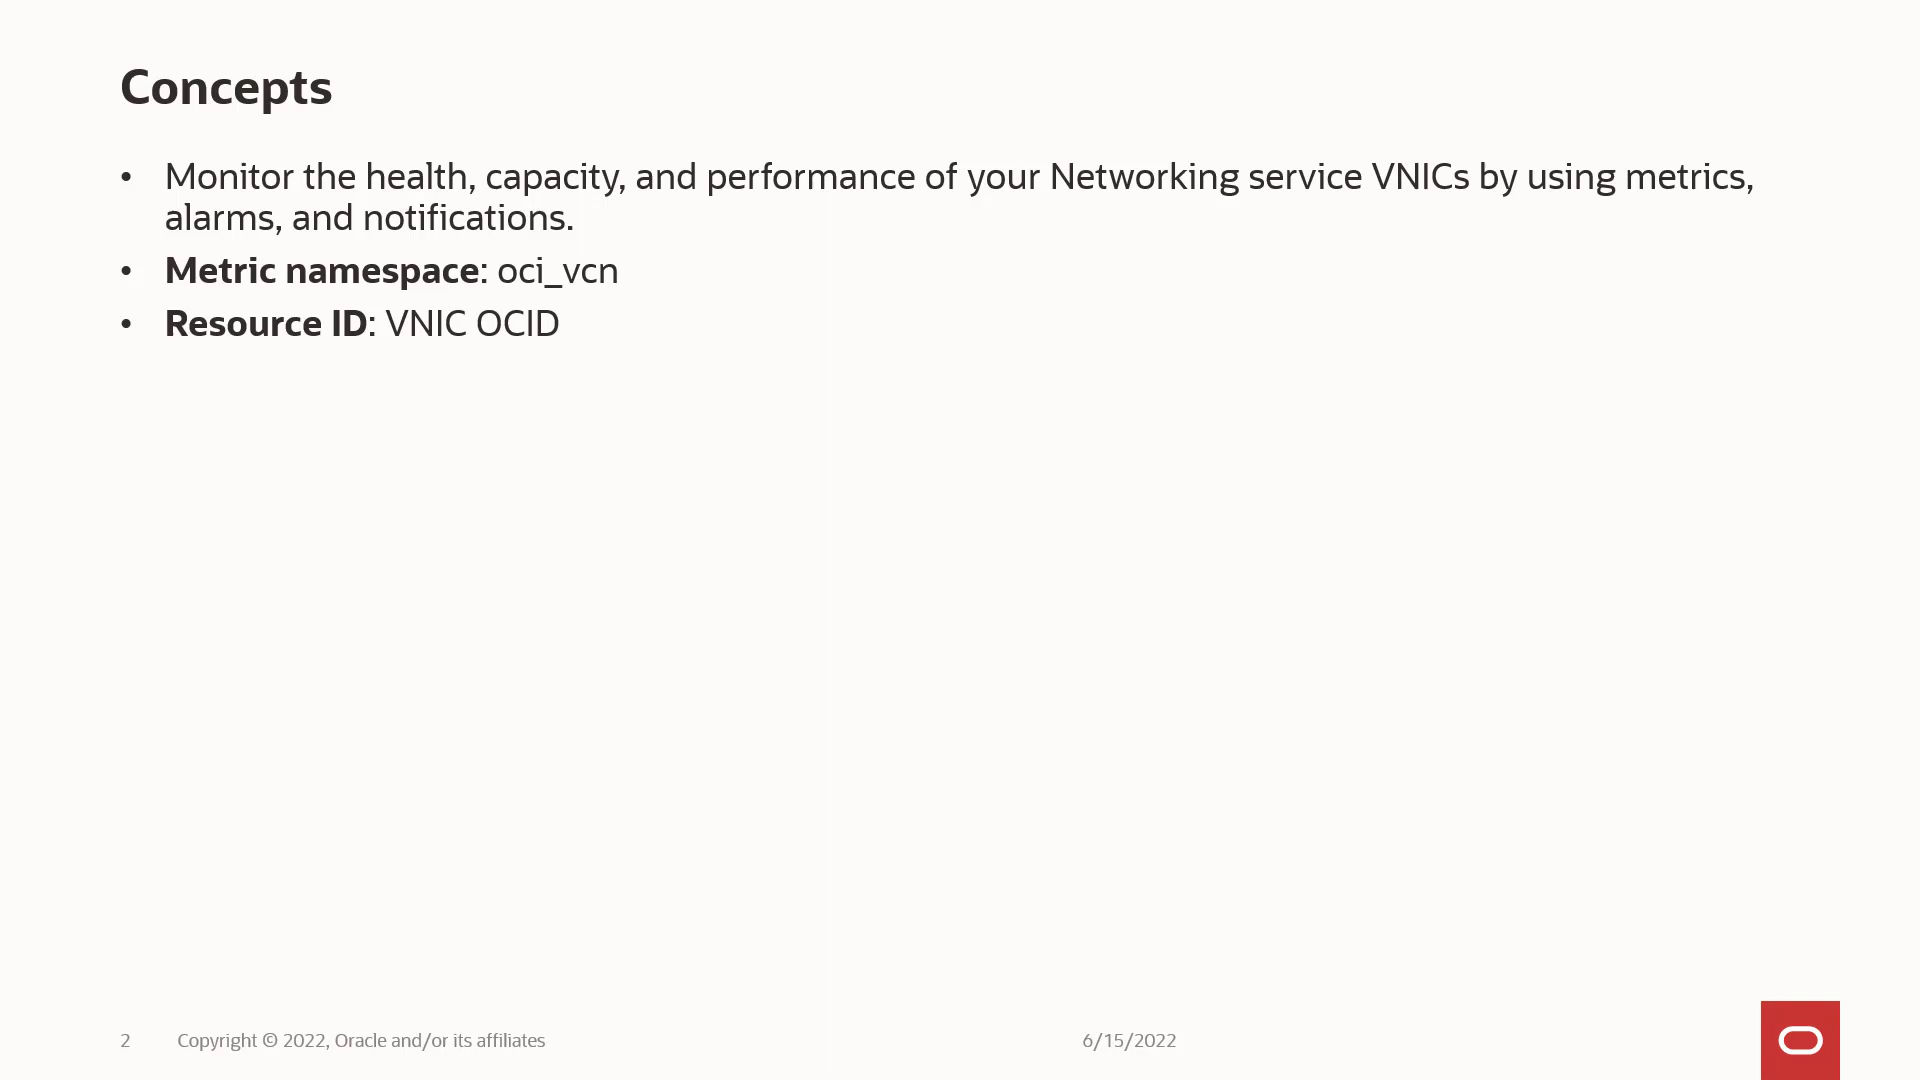 Concepts
• Monitor the health, capacity, and performance of your Networking service VNICs by using metrics,
alarms, and notifications.
• Metric namespace: oci_vcn
• Resource ID: VNIC OCID
2 Copyright © 2022, Oracle and/or its affiliates 6/15/2022